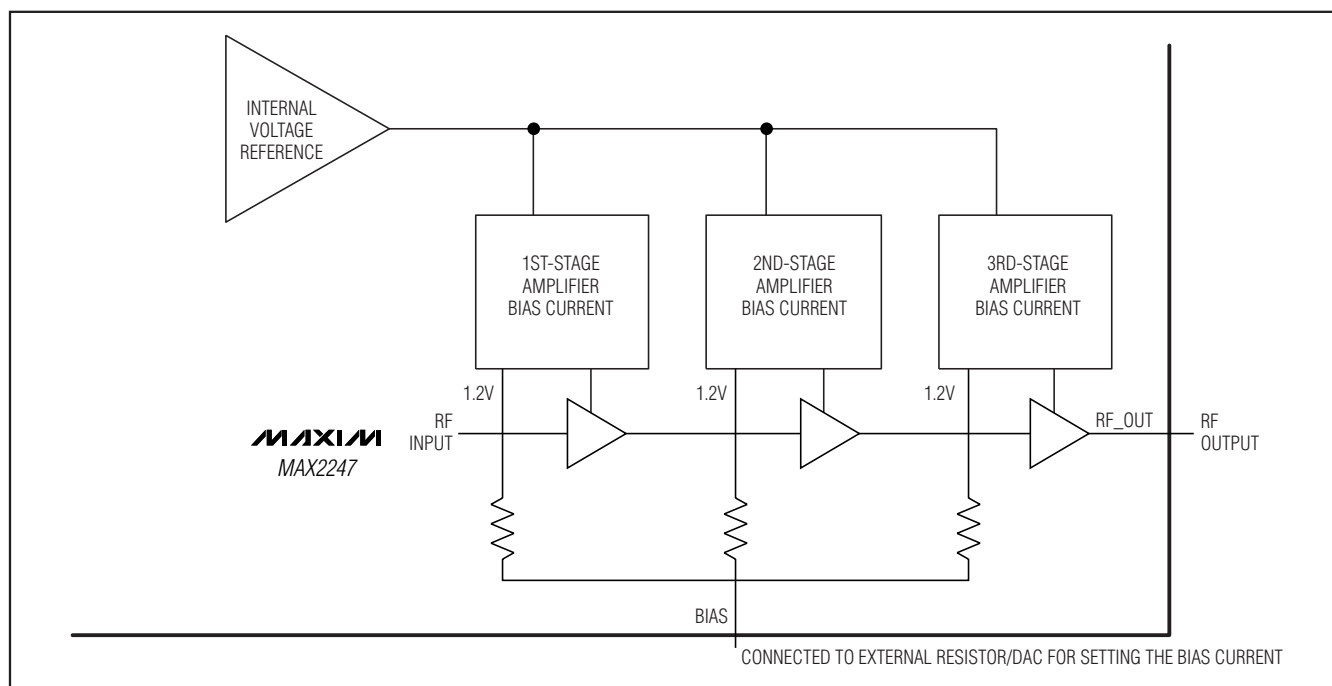 INTERNAL
VOLTAGE
REFERENCE
1ST-STAGE
AMPLIFIER
BIAS CURRENT
2ND-STAGE
AMPLIFIER
BIAS CURRENT
3RD-STAGE
AMPLIFIER
BIAS CURRENT
1.2V
1.2V
1.2V
RF
INPUT
RF_OUT
RF
OUTPUT
MAXIM
MAX2247
BIAS
CONNECTED TO EXTERNAL RESISTOR/DAC FOR SETTING THE BIAS CURRENT